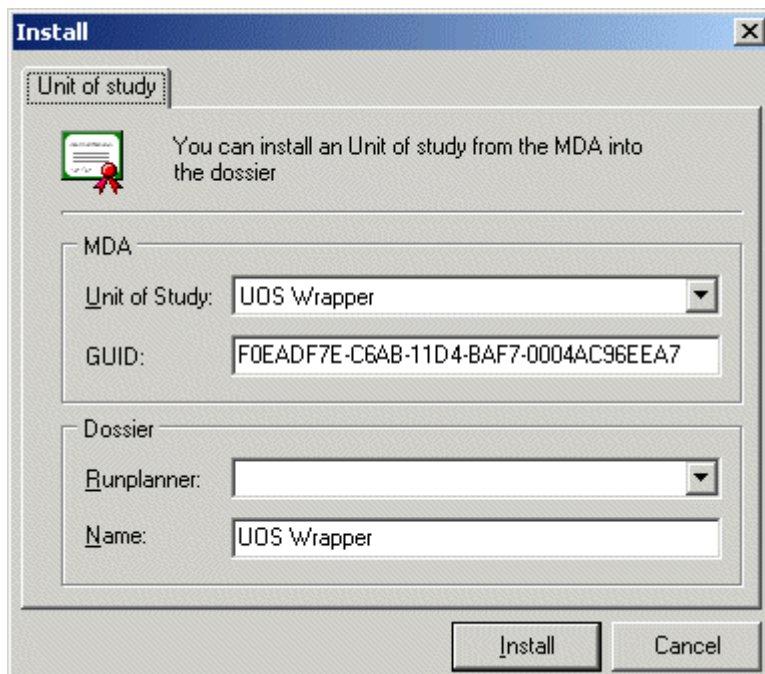 Install
Unit of study
You can install an Unit of study from the MDA into
the dossier
MDA
Unit of Study: UOS Wrapper
GUID: F0EADF7E-C6AB-11D4-BAF7-0004AC96EEA7
Dossier
Runplanner:
Name: UOS Wrapper
Install Cancel